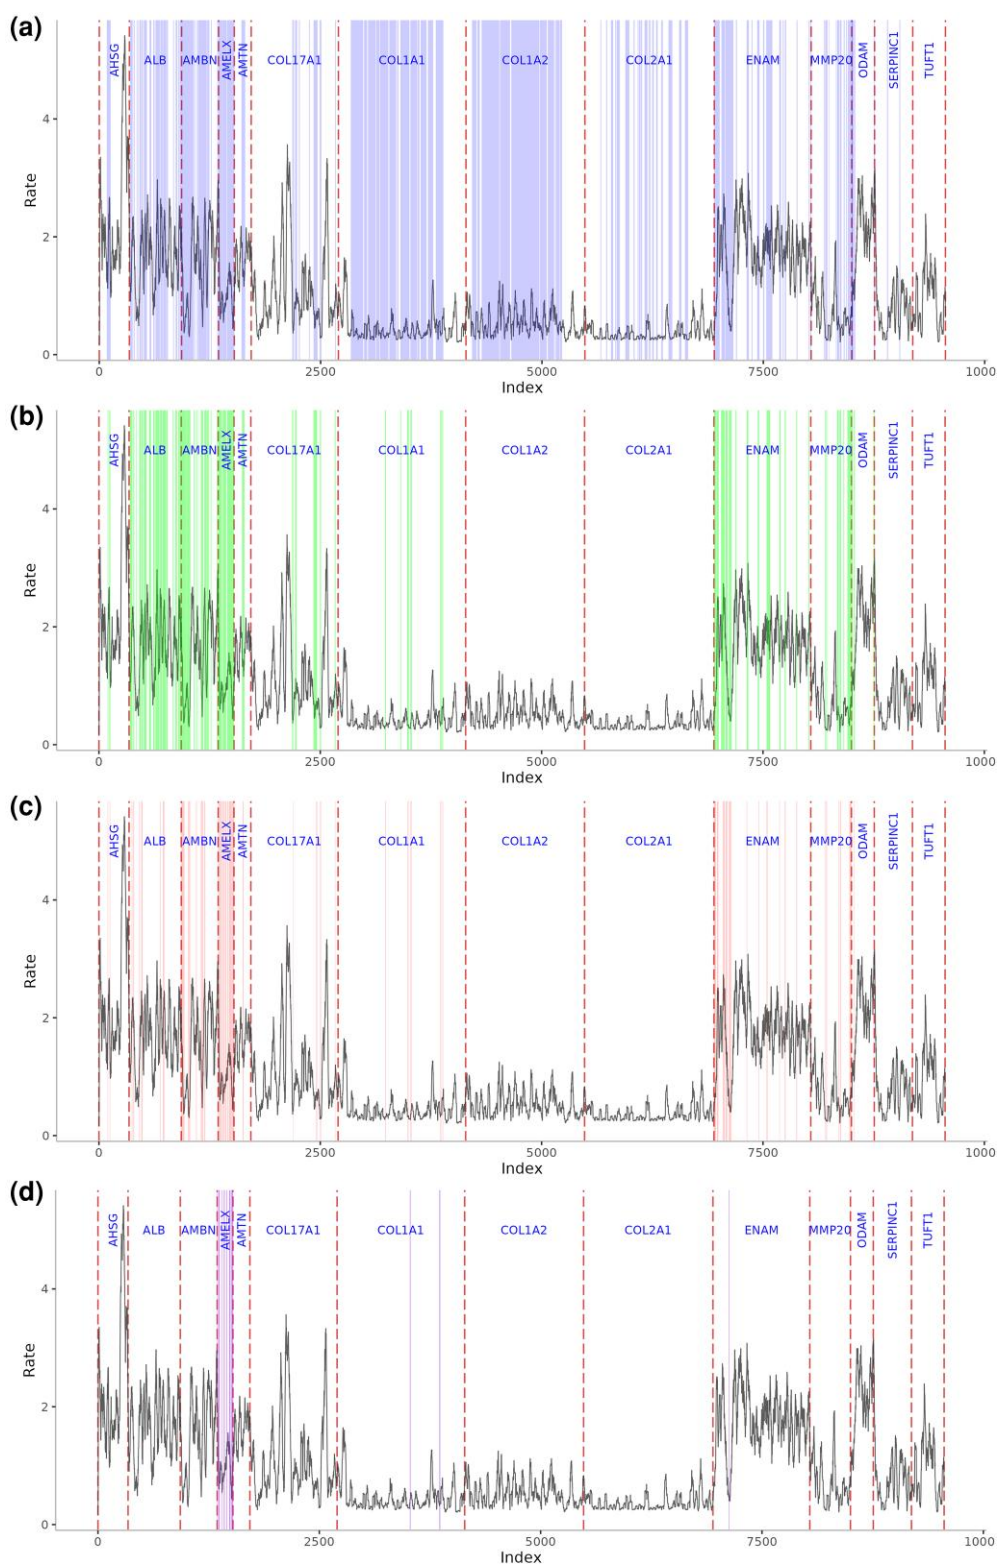 (a)
AHSG ALB AMBN AMELX AMTN COL17A1 COL1A1 COL1A2 COL2A1 ENAM MMP20 ODAM SERPINC1 TUFT1
4
2
0
Rate
0 2500 5000 7500 1000
Index
(b)
AHSG ALB AMBN AMELX AMTN COL17A1 COL1A1 COL1A2 COL2A1 ENAM MMP20 ODAM SERPINC1 TUFT1
4
2
0
Rate
0 2500 5000 7500 1000
Index
(c)
AHSG ALB AMBN AMELX AMTN COL17A1 COL1A1 COL1A2 COL2A1 ENAM MMP20 ODAM SERPINC1 TUFT1
4
2
0
Rate
0 2500 5000 7500 1000
Index
(d)
AHSG ALB AMBN AMELX AMTN COL17A1 COL1A1 COL1A2 COL2A1 ENAM MMP20 ODAM SERPINC1 TUFT1
4
2
0
Rate
0 2500 5000 7500 1000
Index